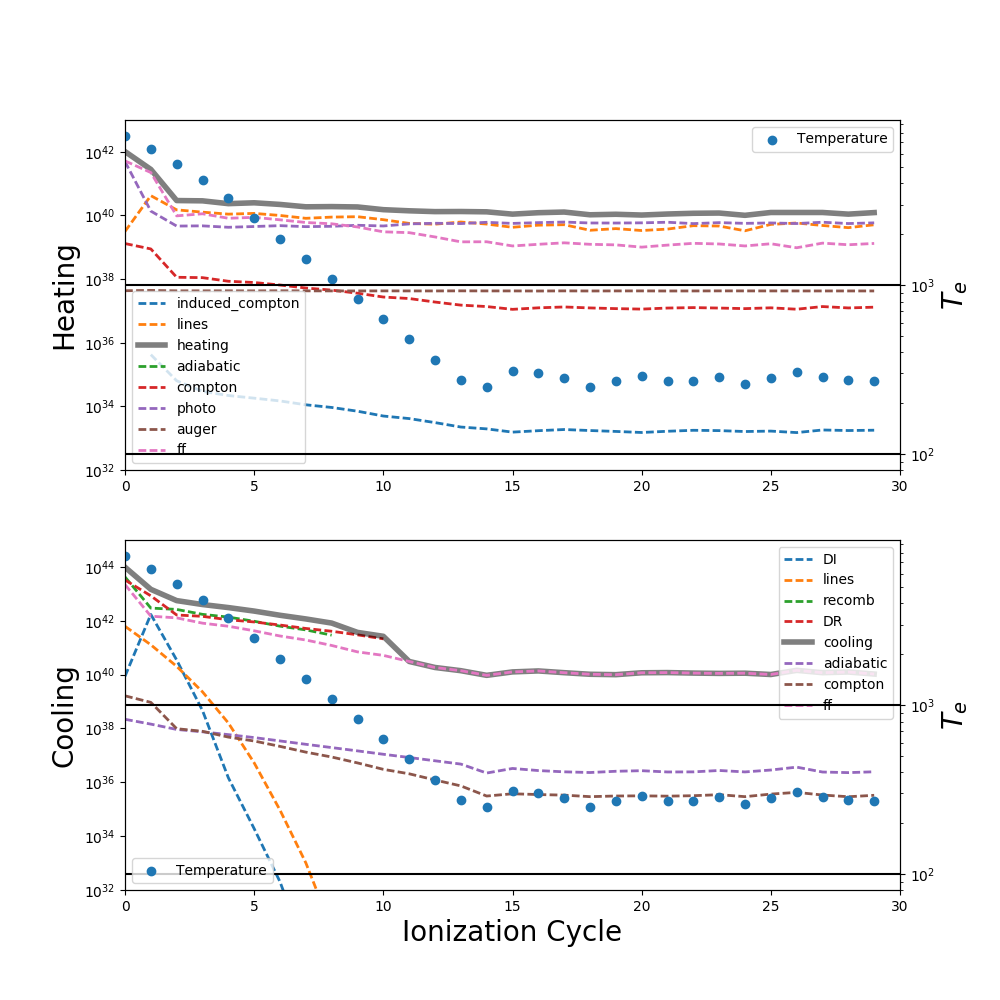 Heating
10^42
10^40
10^38
10^36
10^34
10^32
Temperature
induced_compton
lines
heating
adiabatic
compton
photo
auger
ff
10^3
10^2
T_e
0 5 10 15 20 25 30
Cooling
10^44
10^42
10^40
10^38
10^36
10^34
10^32
DI
lines
recomb
DR
cooling
adiabatic
compton
ff
Temperature
10^3
10^2
T_e
0 5 10 15 20 25 30
Ionization Cycle